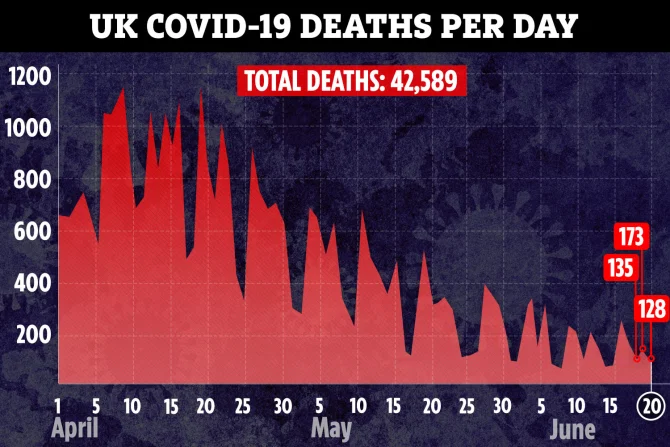 UK COVID-19 DEATHS PER DAY
TOTAL DEATHS: 42,589
1200
1000
800
600
400
200
173
135
128
1 5 10 15 20 25 30 5 10 15 20 25 30 5 10 15 20
April May June